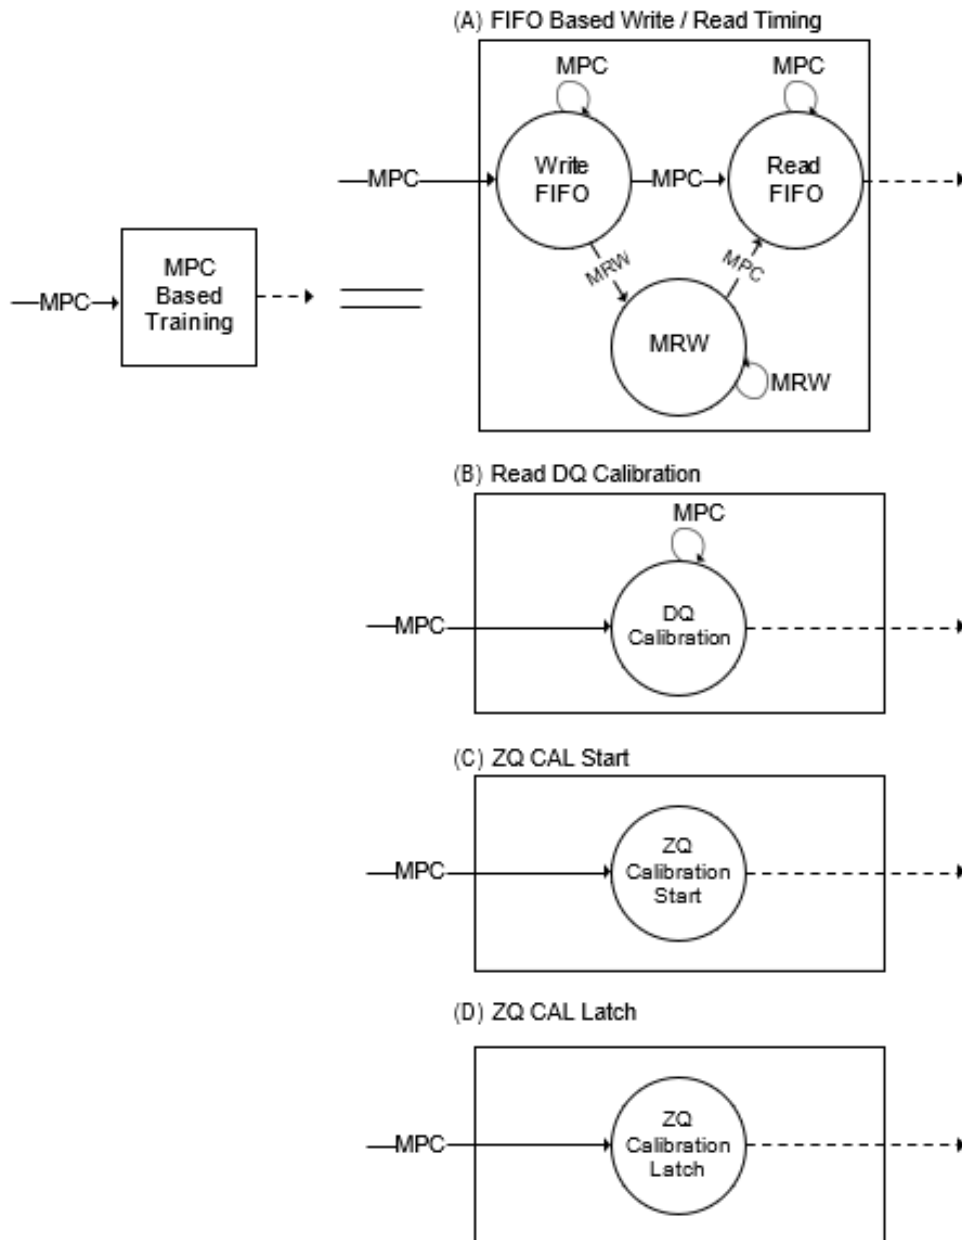 (A) FIFO Based Write / Read Timing
MPC
MPC
MPC
Write
FIFO
MPC
Read
FIFO
MRW
MPC
MPC
MPC
Based
Training
MRW
MRW
(B) Read DQ Calibration
MPC
MPC
DQ
Calibration
(C) ZQ CAL Start
MPC
ZQ
Calibration
Start
(D) ZQ CAL Latch
MPC
ZQ
Calibration
Latch